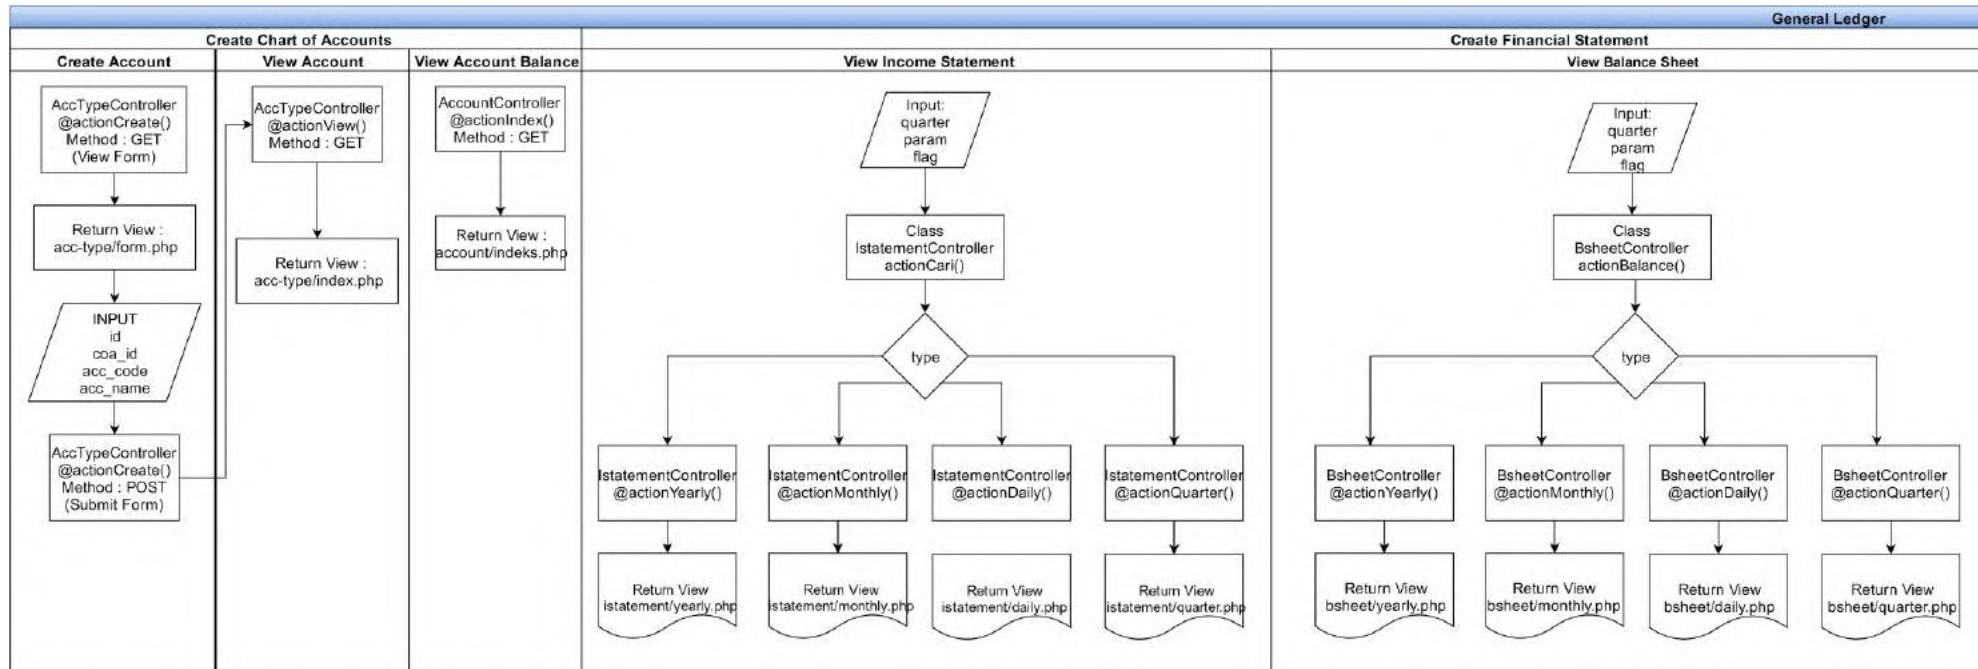 General Ledger
Create Chart of Accounts
Create Financial Statement
Create Account
View Account
View Account Balance
View Income Statement
View Balance Sheet
AccTypeController
@actionCreate()
Method : GET
(View Form)
Return View :
acc-type/form.php
INPUT
id
coa_id
acc_code
acc_name
AccTypeController
@actionCreate()
Method : POST
(Submit Form)
AccTypeController
@actionView()
Method : GET
Return View :
acc-type/index.php
AccountController
@actionIndex()
Method : GET
Return View :
account/indeks.php
Input:
quarter
param
flag
Class
IstatementController
actionCari()
type
IstatementController
@actionYearly()
IstatementController
@actionMonthly()
IstatementController
@actionDaily()
IstatementController
@actionQuarter()
Return View
istatement/yearly.php
Return View
istatement/monthly.php
Return View
istatement/daily.php
Return View
istatement/quarter.php
Input:
quarter
param
flag
Class
BsheetController
actionBalance()
type
BsheetController
@actionYearly()
BsheetController
@actionMonthly()
BsheetController
@actionDaily()
BsheetController
@actionQuarter()
Return View
bsheet/yearly.php
Return View
bsheet/monthly.php
Return View
bsheet/daily.php
Return View
bsheet/quarter.php